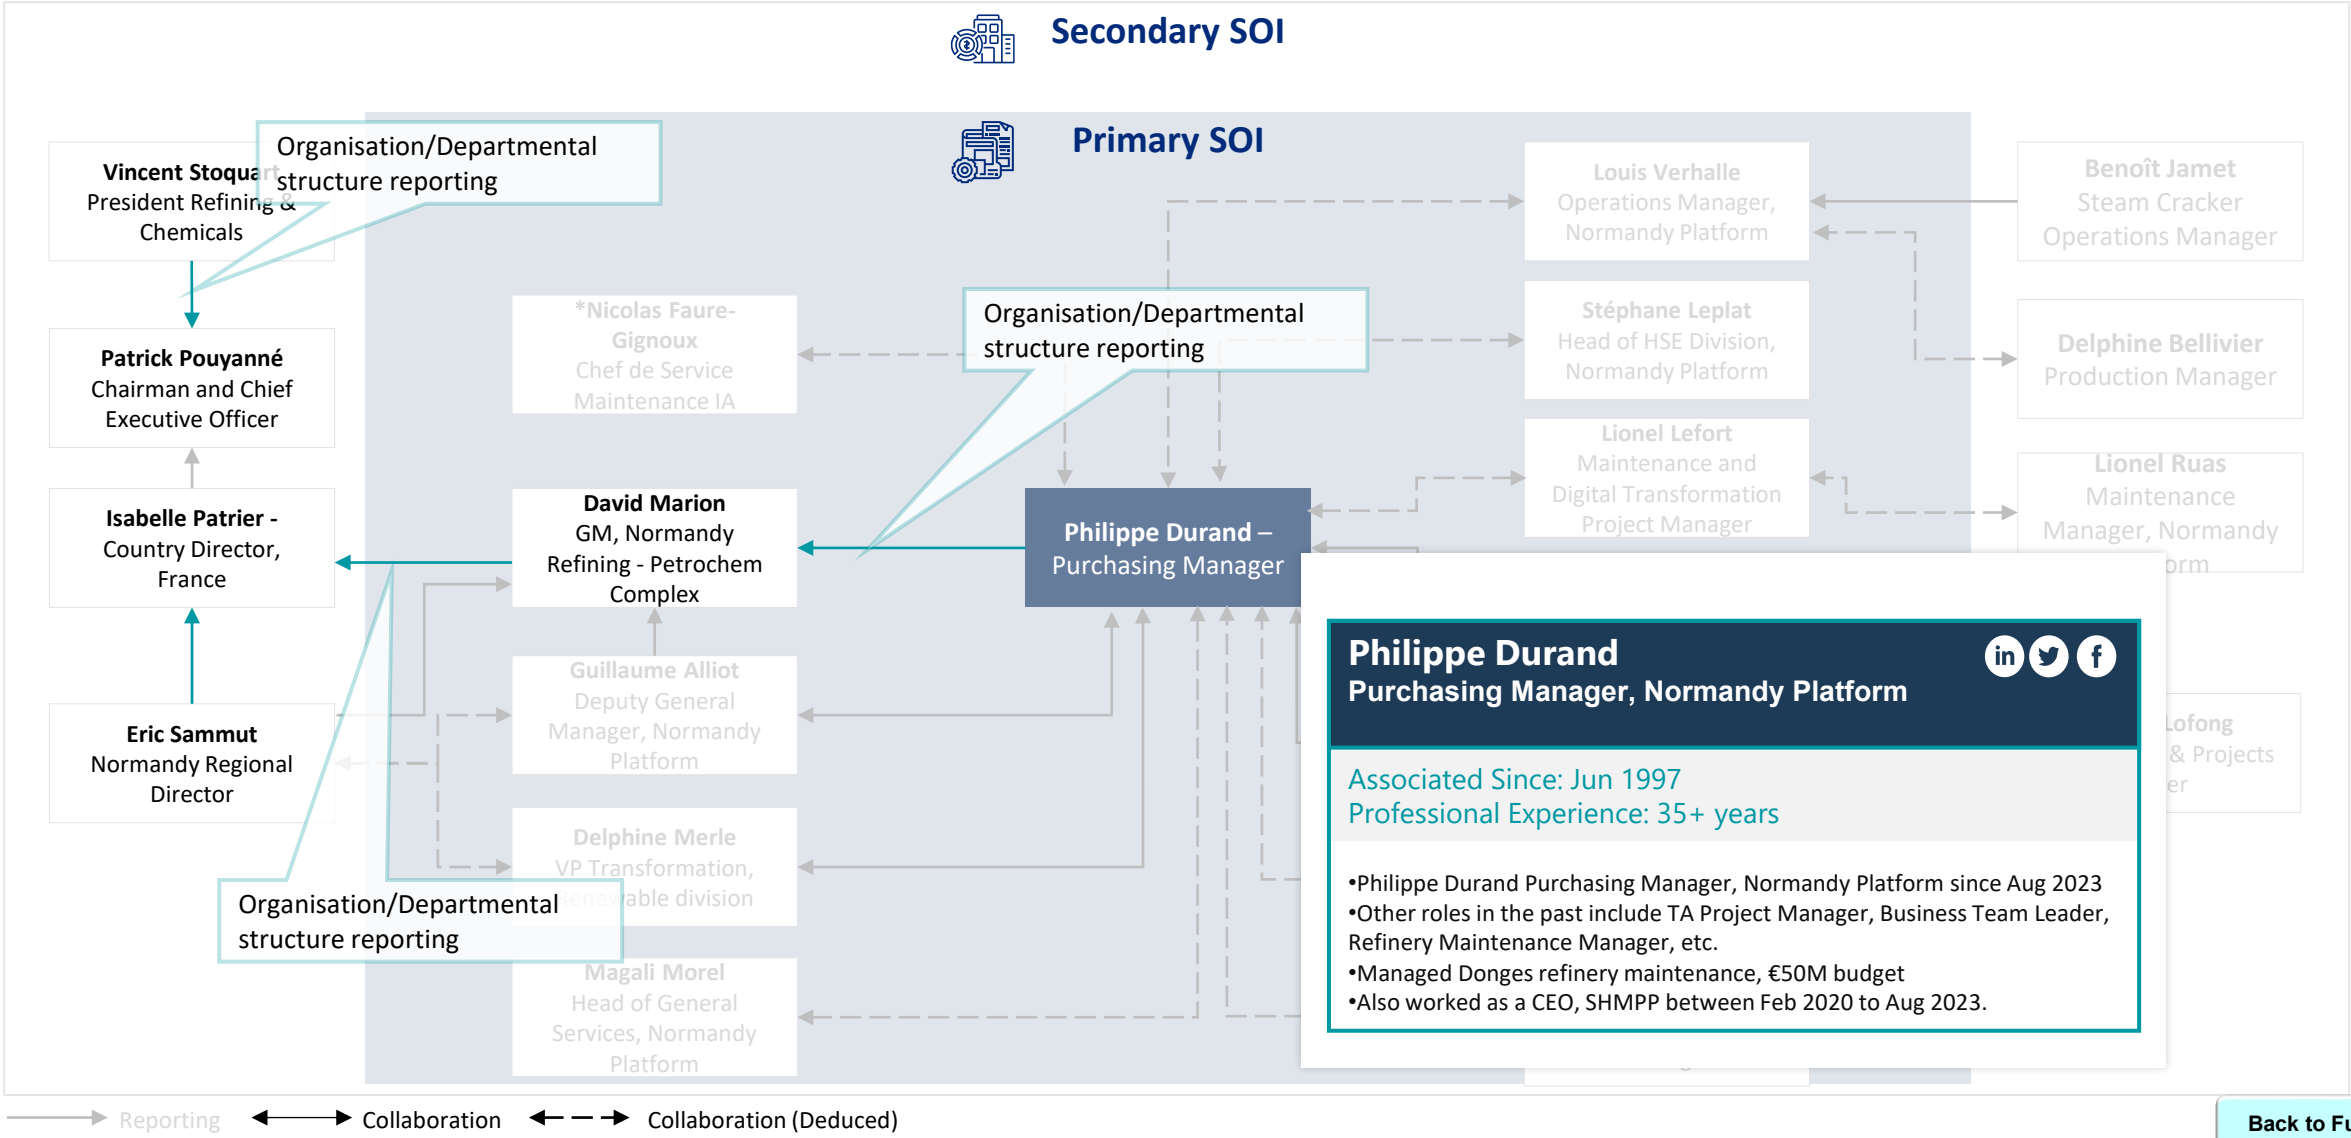 Secondary SOI
Primary SOI
Organisation/Departmental
structure reporting
Vincent Stoquart
President Refining &
Chemicals
Patrick Pouyanné
Chairman and Chief
Executive Officer
Isabelle Patrier -
Country Director,
France
Eric Sammut
Normandy Regional
Director
*Nicolas Faure-
Gignoux
Chef de Service
Maintenance IA
David Marion
GM, Normandy
Refining - Petrochem
Complex
Guillaume Alliot
Deputy General
Manager, Normandy
Platform
Delphine Merle
VP Transformation,
Renewable division
Organisation/Departmental
structure reporting
Magali Morel
Head of General
Services, Normandy
Platform
Organisation/Departmental
structure reporting
Philippe Durand –
Purchasing Manager
Louis Verhalle
Operations Manager,
Normandy Platform
Stéphane Leplat
Head of HSE Division,
Normandy Platform
Lionel Lefort
Maintenance and
Digital Transformation
Project Manager
Benoît Jamet
Steam Cracker
Operations Manager
Delphine Bellivier
Production Manager
Lionel Ruas
Maintenance
Manager, Normandy
orm
Lofong
& Projects
er
Philippe Durand
Purchasing Manager, Normandy Platform
in f
Associated Since: Jun 1997
Professional Experience: 35+ years
•Philippe Durand Purchasing Manager, Normandy Platform since Aug 2023
•Other roles in the past include TA Project Manager, Business Team Leader,
Refinery Maintenance Manager, etc.
•Managed Donges refinery maintenance, €50M budget
•Also worked as a CEO, SHMPP between Feb 2020 to Aug 2023.
Reporting
Collaboration
Collaboration (Deduced)
Back to Fu